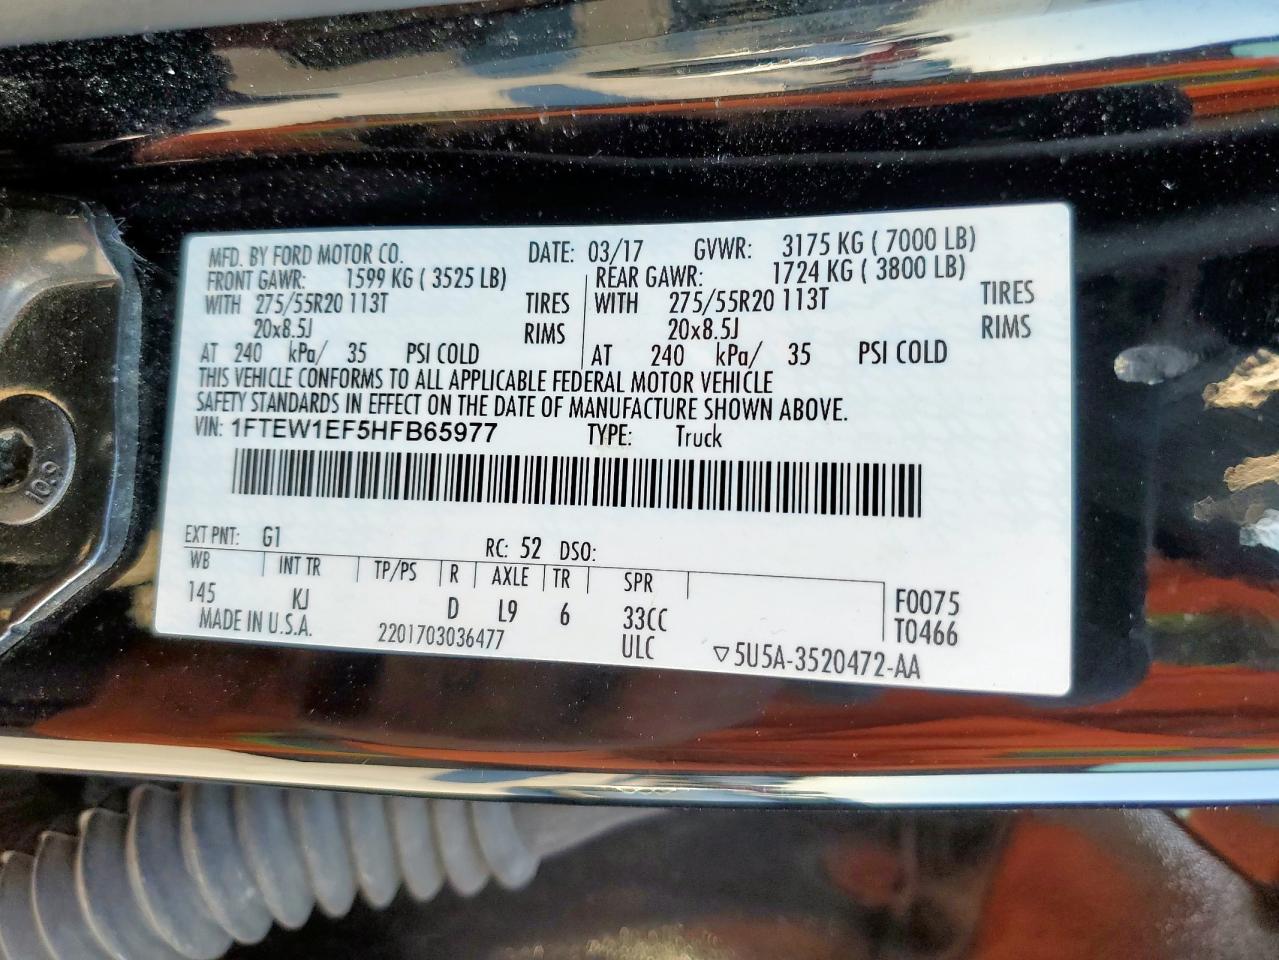 MFD. BY FORD MOTOR CO. DATE: 03/17 GVWR: 3175 KG ( 7000 LB)
FRONT GAWR: 1599 KG ( 3525 LB) REAR GAWR: 1724 KG ( 3800 LB)
WITH 275/55R20 113T TIRES WITH 275/55R20 113T TIRES
20x8.5J RIMS 20x8.5J RIMS
AT 240 kPa/ 35 PSI COLD AT 240 kPa/ 35 PSI COLD
THIS VEHICLE CONFORMS TO ALL APPLICABLE FEDERAL MOTOR VEHICLE
SAFETY STANDARDS IN EFFECT ON THE DATE OF MANUFACTURE SHOWN ABOVE.
VIN: 1FTEW1EF5HFB65977 TYPE: Truck
EXT PNT: G1 RC: 52 DSO:
WB INT TR TP/PS R AXLE TR SPR
145 KJ D L9 6 33CC F0075
MADE IN U.S.A. 2201703036477 ULC ▽5U5A-3520472-AA T0466
10.9